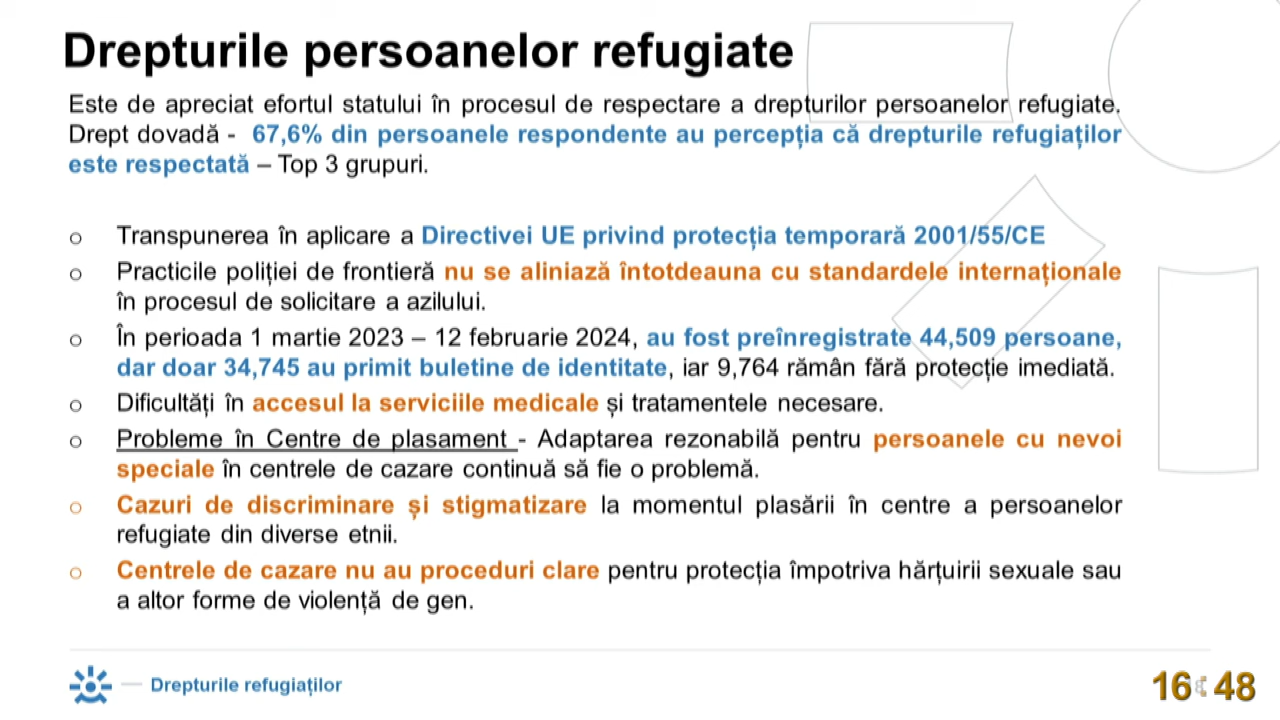 Drepturile persoanelor refugiate
Este de apreciat efortul statului în procesul de respectare a drepturilor persoanelor refugiate.
Drept dovadă - 67,6% din persoanele respondente au percepția că drepturile refugiaților
este respectată – Top 3 grupuri.
o Transpunerea în aplicare a Directivei UE privind protecția temporară 2001/55/CE
o Practicile poliției de frontieră nu se aliniază întotdeauna cu standardele internaționale
în procesul de solicitare a azilului.
o În perioada 1 martie 2023 – 12 februarie 2024, au fost preînregistrate 44,509 persoane,
dar doar 34,745 au primit buletine de identitate, iar 9,764 rămân fără protecție imediată.
o Dificultăți în accesul la serviciile medicale și tratamentele necesare.
o Probleme în Centre de plasament - Adaptarea rezonabilă pentru persoanele cu nevoi
speciale în centrele de cazare continuă să fie o problemă.
o Cazuri de discriminare și stigmatizare la momentul plasării în centre a persoanelor
refugiate din diverse etnii.
o Centrele de cazare nu au proceduri clare pentru protecția împotriva hărțuirii sexuale sau
a altor forme de violență de gen.
Drepturile refugiaților
16:48